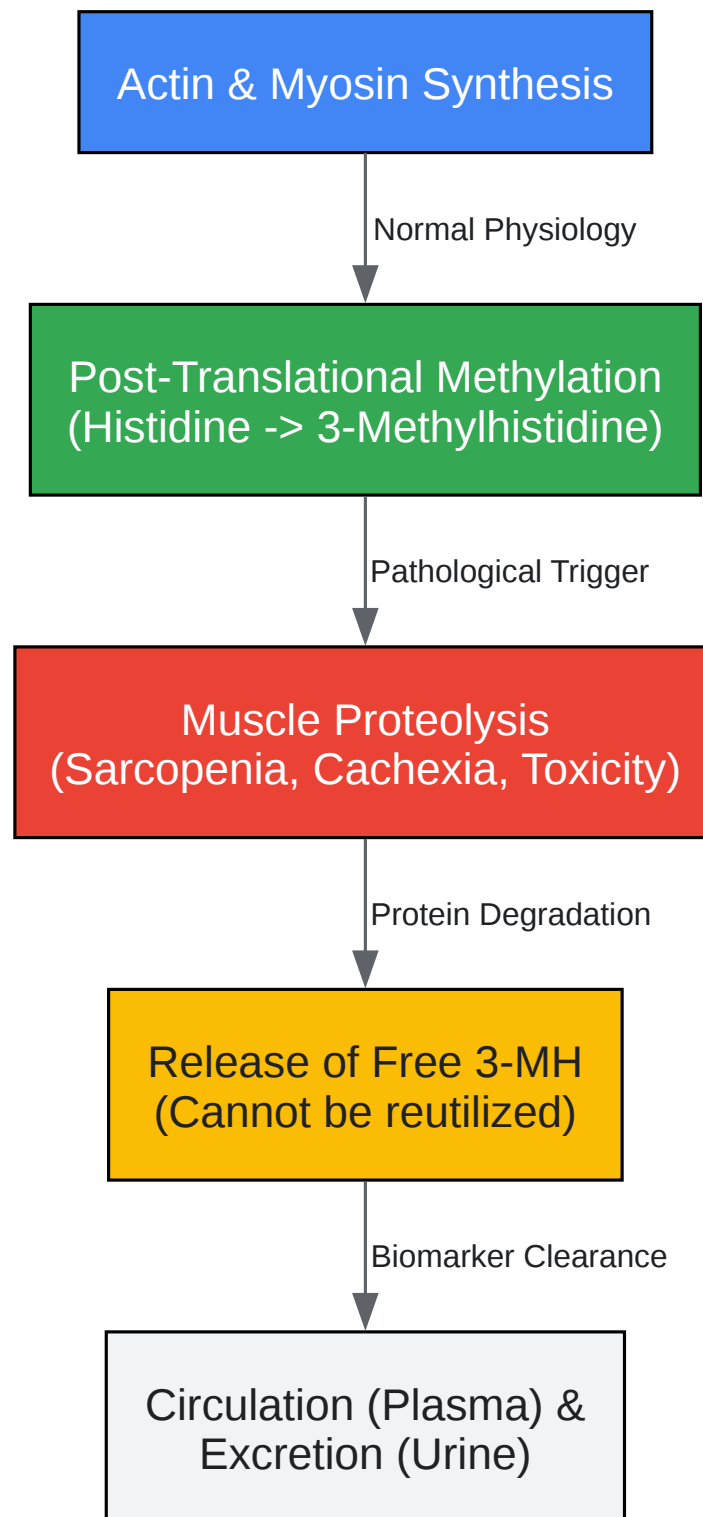 Actin & Myosin Synthesis
Normal Physiology
Post-Translational Methylation
(Histidine -> 3-Methylhistidine)
Pathological Trigger
Muscle Proteolysis
(Sarcopenia, Cachexia, Toxicity)
Protein Degradation
Release of Free 3-MH
(Cannot be reutilized)
Biomarker Clearance
Circulation (Plasma) &
Excretion (Urine)